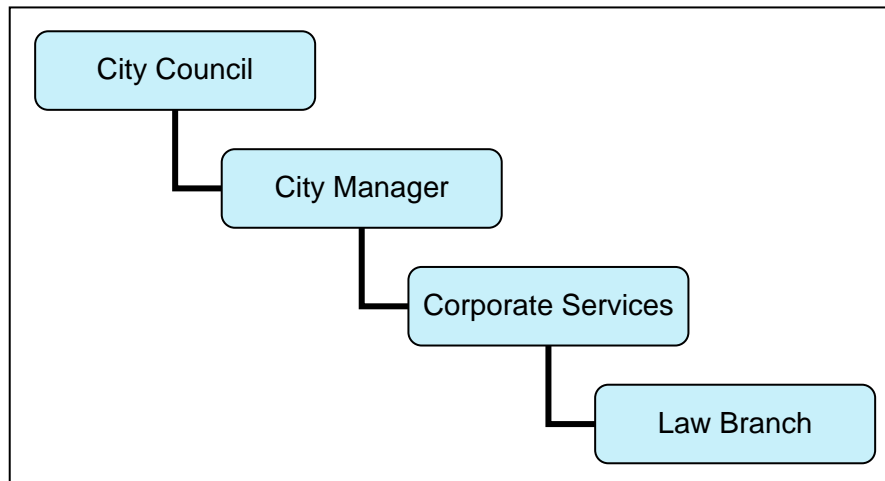 City Council
City Manager
Corporate Services
Law Branch